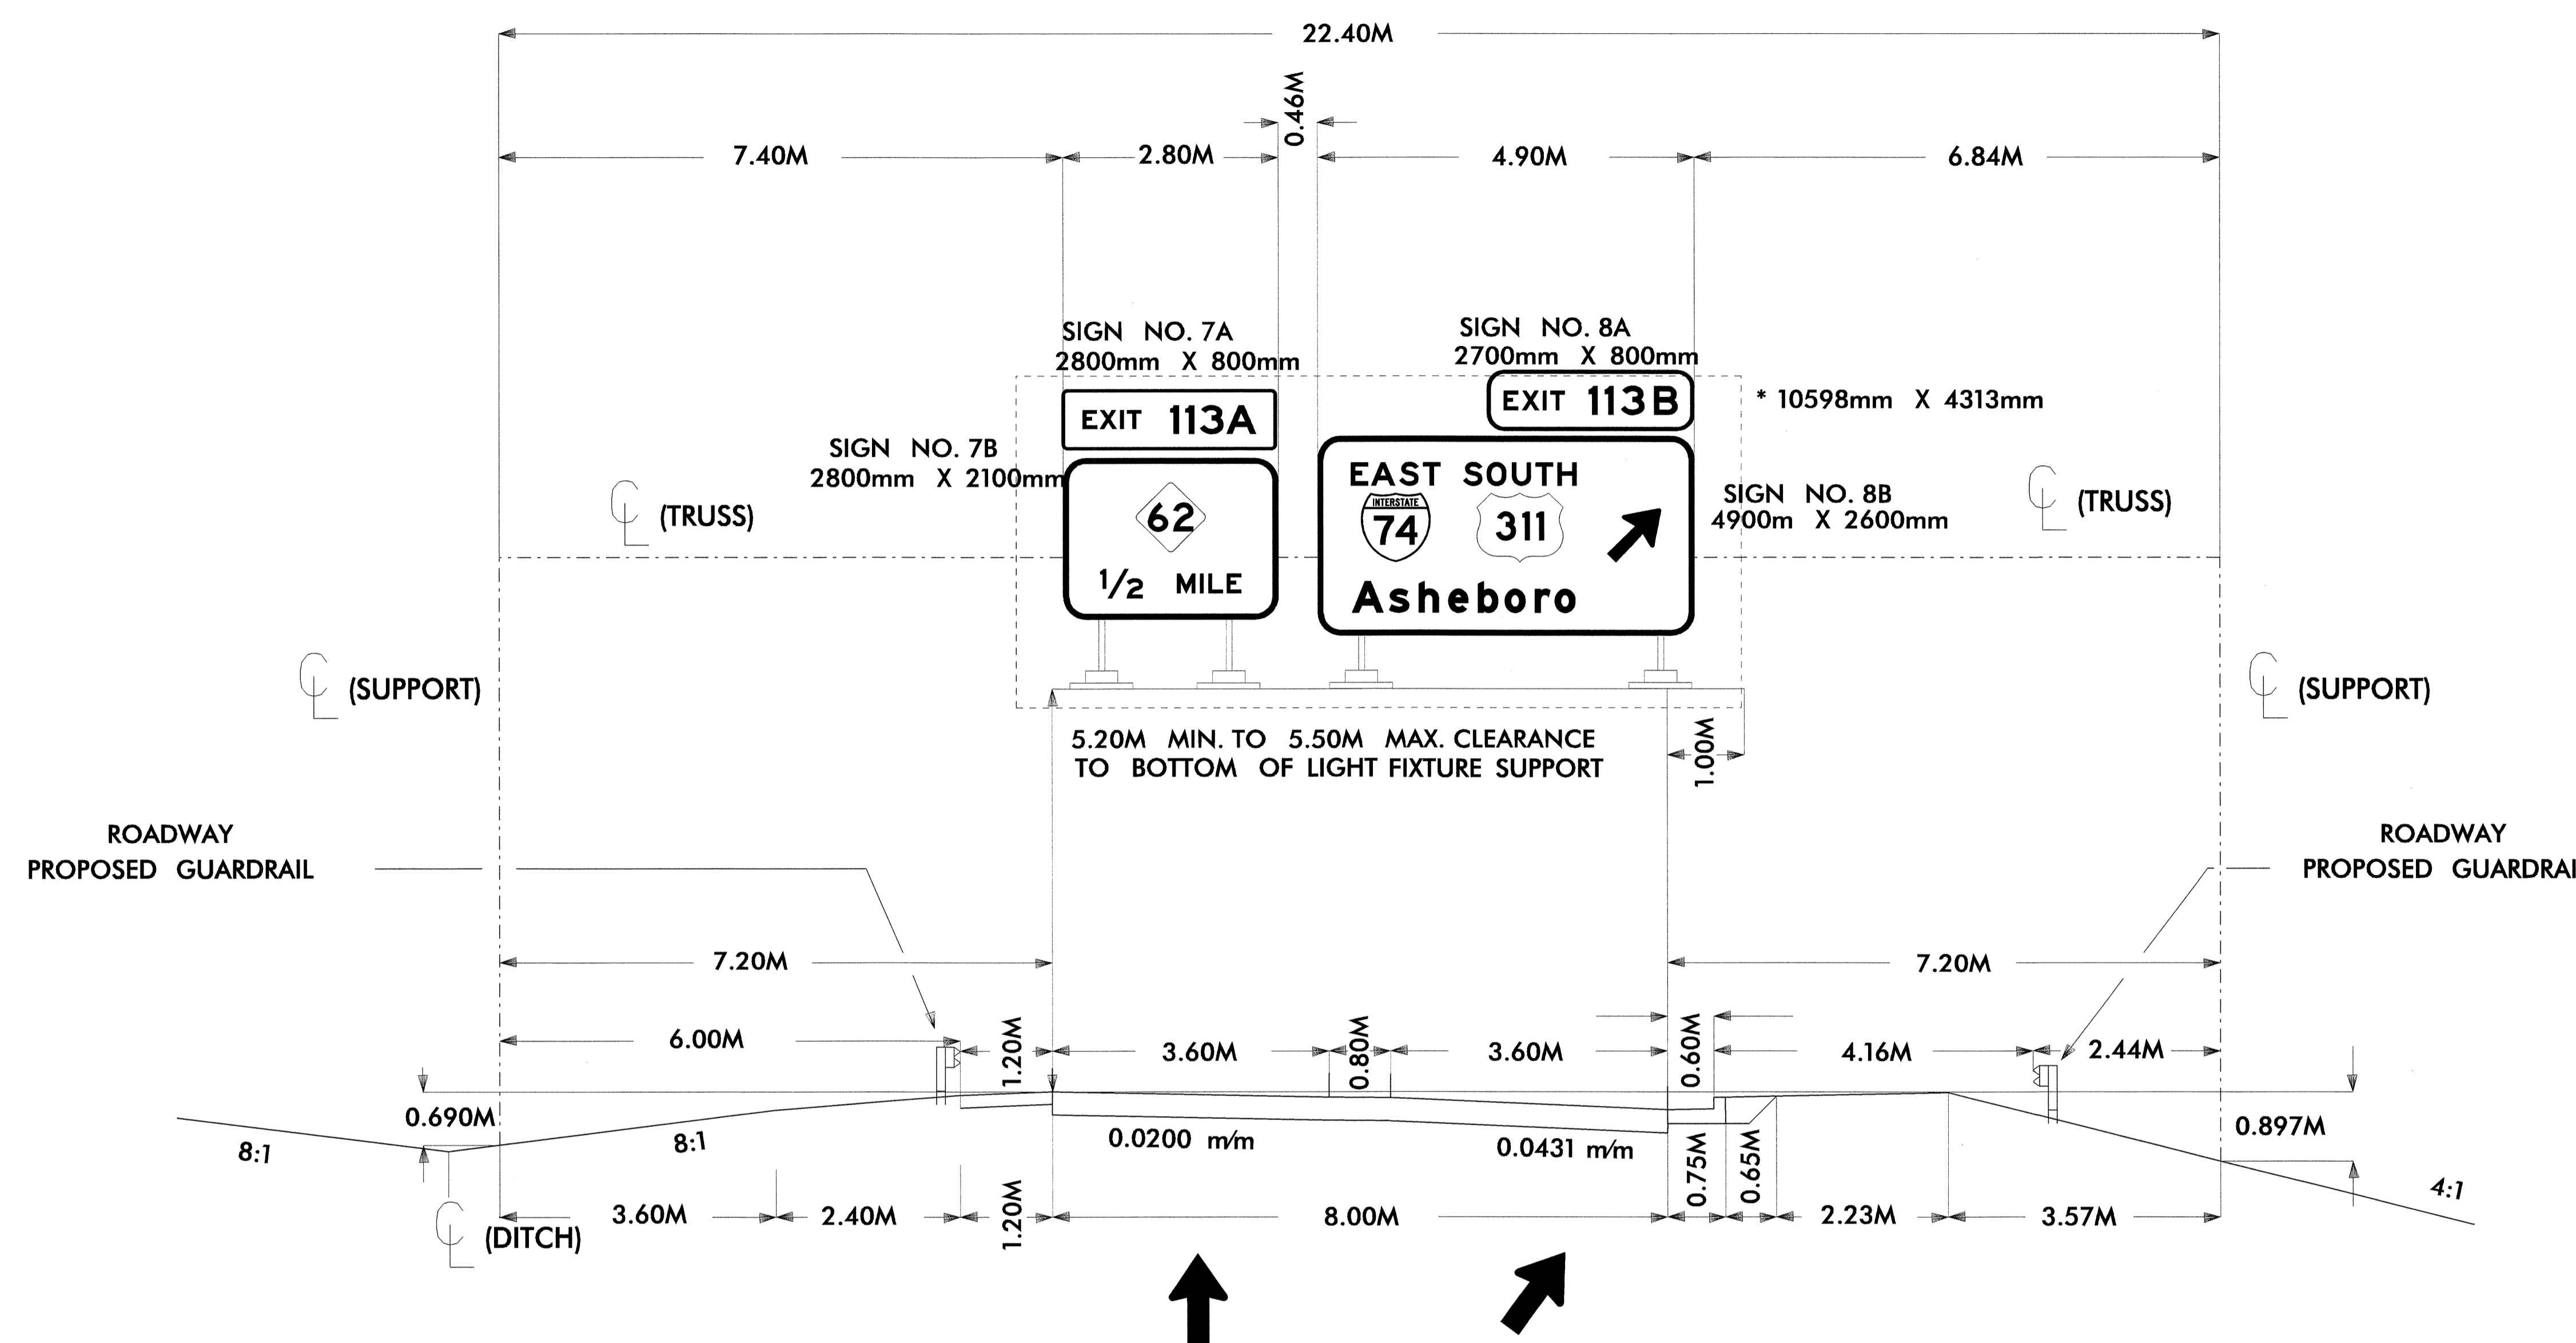 22.40M
0.46M
7.40M
2.80M
4.90M
6.84M
SIGN NO. 7A
2800mm X 800mm
SIGN NO. 8A
2700mm X 800mm
EXIT 113A
EXIT 113B
* 10598mm X 4313mm
SIGN NO. 7B
2800mm X 2100mm
62
1/2 MILE
EAST SOUTH
INTERSTATE
74
311
Asheboro
SIGN NO. 8B
4900m X 2600mm
CL (TRUSS)
CL (TRUSS)
CL (SUPPORT)
CL (SUPPORT)
5.20M MIN. TO 5.50M MAX. CLEARANCE
TO BOTTOM OF LIGHT FIXTURE SUPPORT
1.00M
ROADWAY
PROPOSED GUARDRAIL
ROADWAY
PROPOSED GUARDRAI
7.20M
7.20M
6.00M
1.20M
3.60M
0.80M
3.60M
0.60M
4.16M
2.44M
0.690M
0.897M
8:1
8:1
0.0200 m/m
0.0431 m/m
0.75M
0.65M
4:1
CL (DITCH)
3.60M
2.40M
1.20M
8.00M
2.23M
3.57M